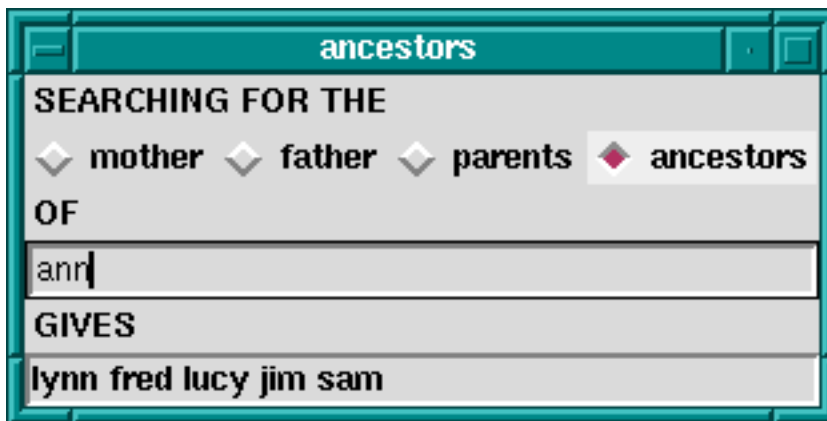 ancestors
SEARCHING FOR THE
mother father parents ancestors
OF
ann
GIVES
lynn fred lucy jim sam